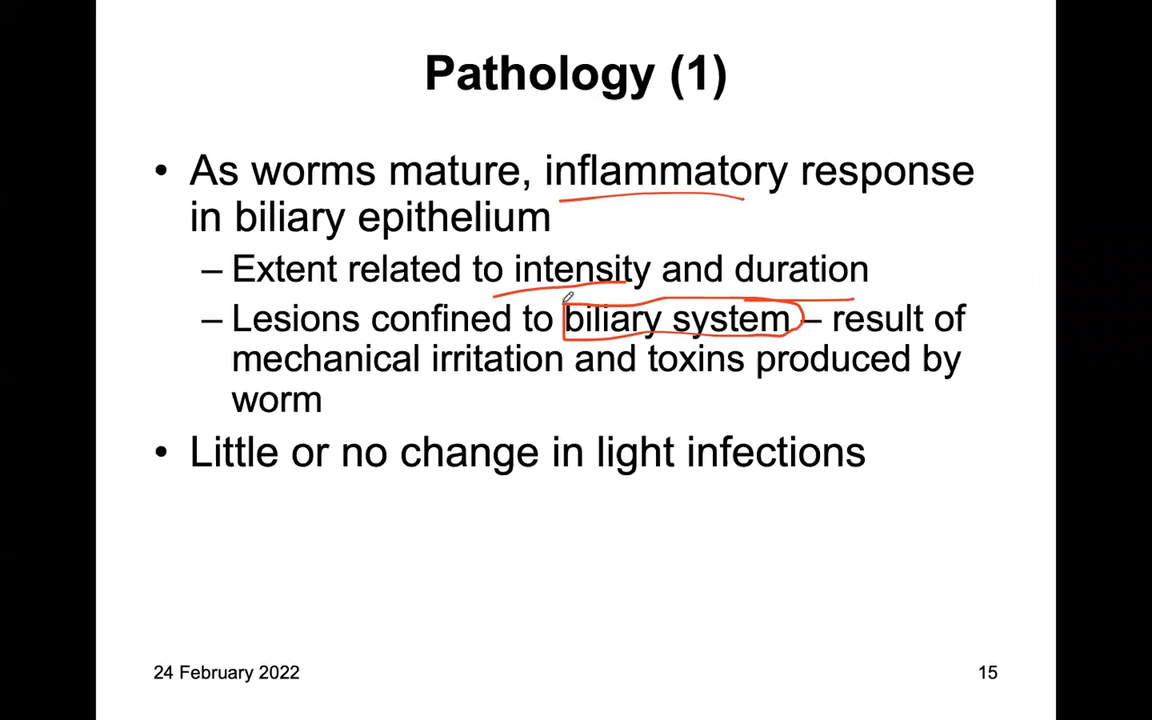 Pathology (1)
• As worms mature, inflammatory response
in biliary epithelium
– Extent related to intensity and duration
– Lesions confined to biliary system – result of
mechanical irritation and toxins produced by
worm
• Little or no change in light infections
24 February 2022
15